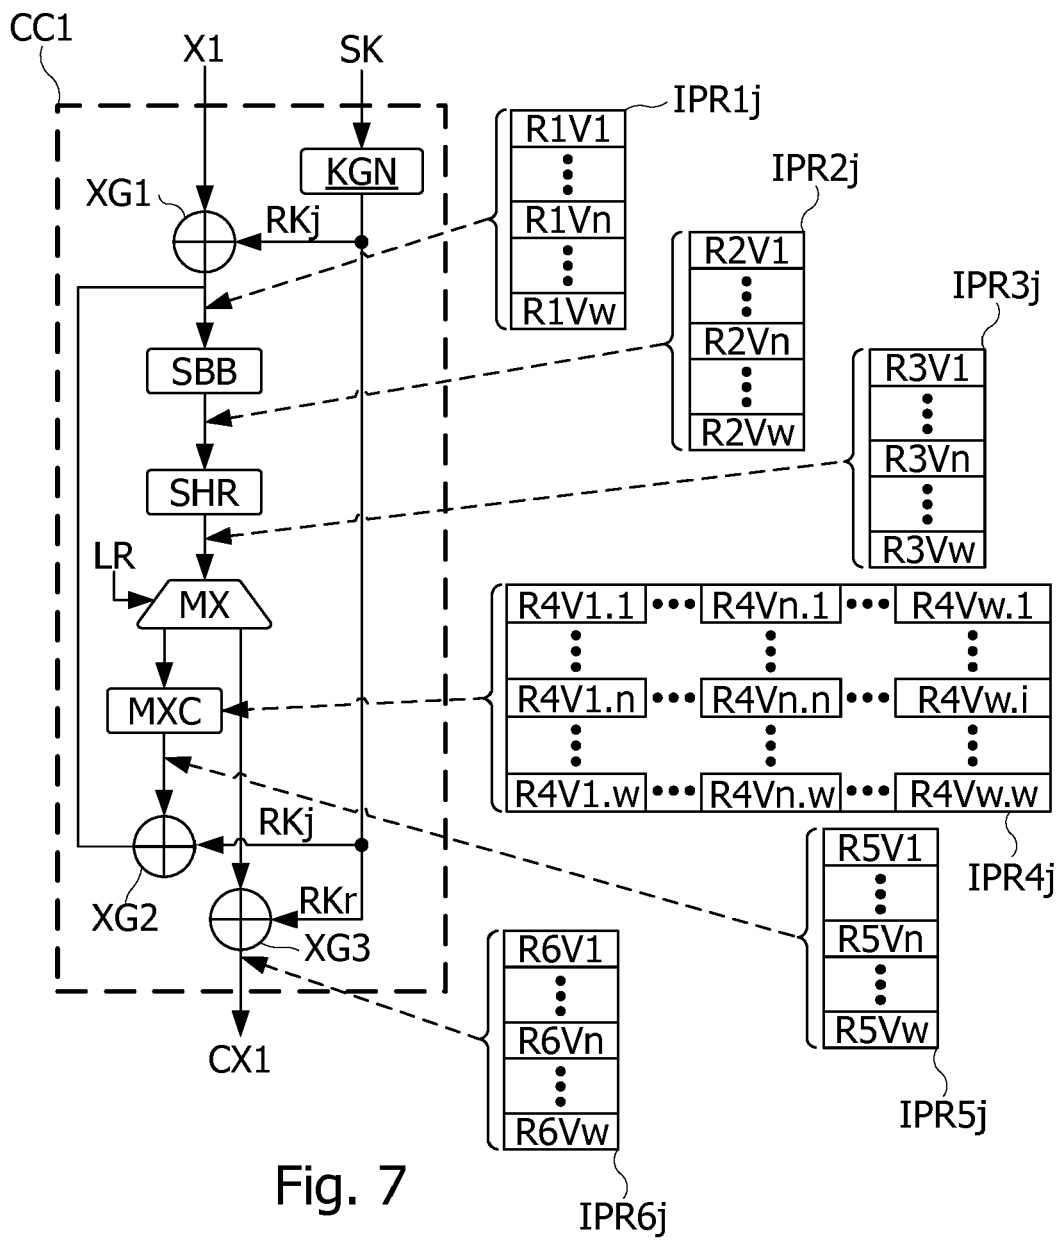 CC1
X1
SK
IPR1j
R1V1
R1Vn
R1Vw
KGN
XG1
RKj
IPR2j
R2V1
R2Vn
R2Vw
IPR3j
R3V1
R3Vn
R3Vw
SBB
SHR
LR
MX
R4V1.1
R4Vn.1
R4Vw.1
MXC
R4V1.n
R4Vn.n
R4Vw.i
R4V1.w
R4Vn.w
R4Vw.w
IPR4j
RKj
XG2
RKr
XG3
R5V1
R5Vn
R5Vw
IPR5j
R6V1
R6Vn
R6Vw
IPR6j
CX1
Fig. 7